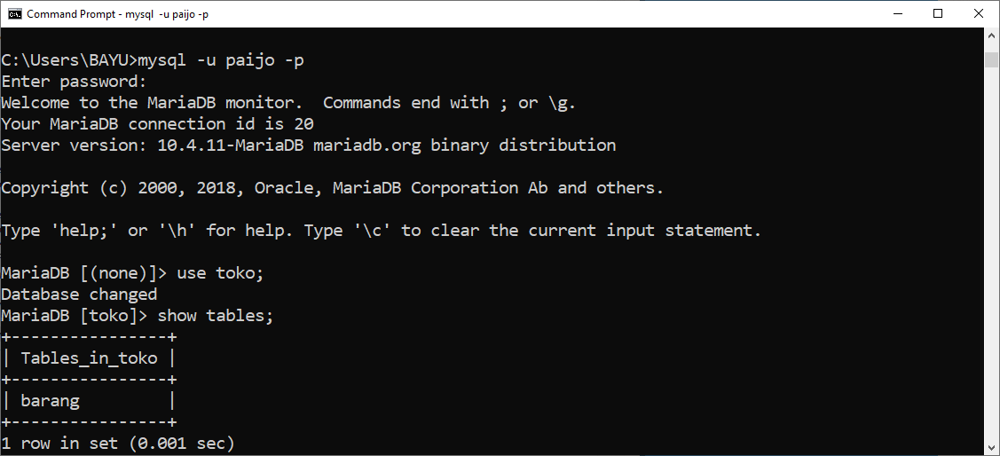 Command Prompt - mysql -u paijo -p
C:\Users\BAYU>mysql -u paijo -p
Enter password:
Welcome to the MariaDB monitor.  Commands end with ; or \g.
Your MariaDB connection id is 20
Server version: 10.4.11-MariaDB mariadb.org binary distribution
Copyright (c) 2000, 2018, Oracle, MariaDB Corporation Ab and others.
Type 'help;' or '\h' for help. Type '\c' to clear the current input statement.
MariaDB [(none)]> use toko;
Database changed
MariaDB [toko]> show tables;
+----------------+
| Tables_in_toko |
+----------------+
| barang         |
+----------------+
1 row in set (0.001 sec)